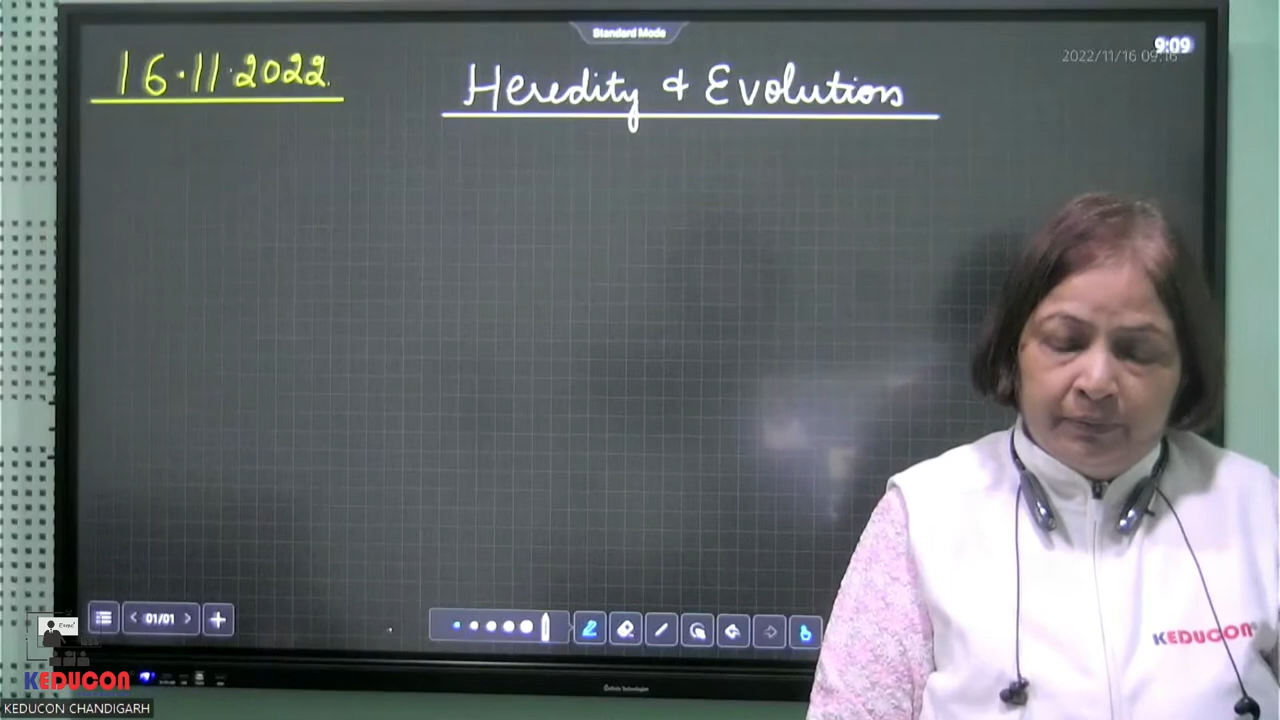 Standard Mode
9:09
2022/11/16 09:16
16.11.2022.
Heredity & Evolution
01/01
KEDUCON
KEDUCON
KEDUCON CHANDIGARH